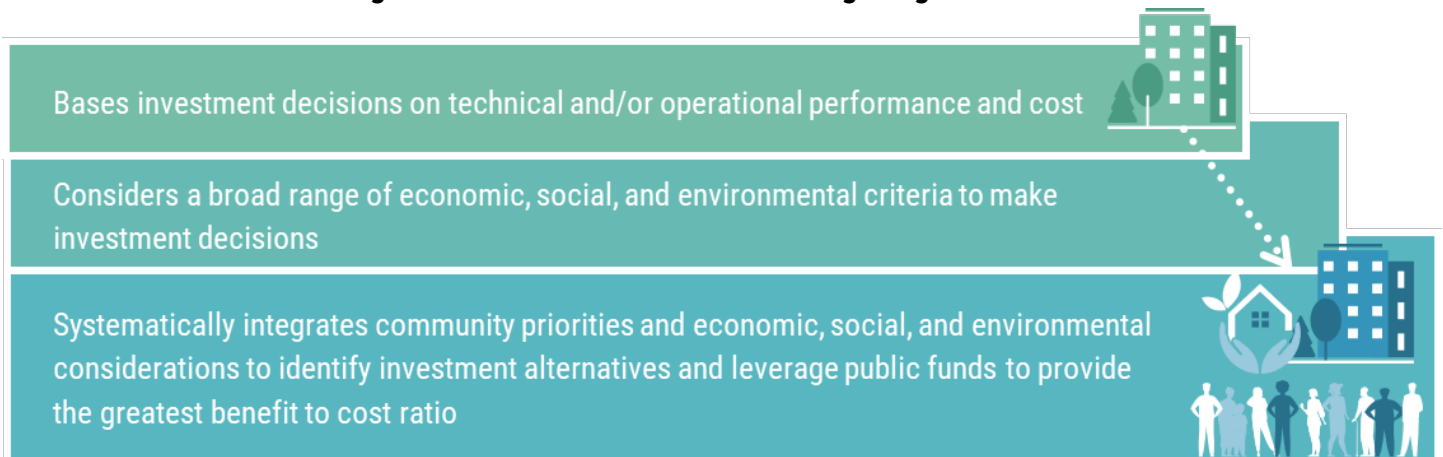 Bases investment decisions on technical and/or operational performance and cost
Considers a broad range of economic, social, and environmental criteria to make
investment decisions
Systematically integrates community priorities and economic, social, and environmental
considerations to identify investment alternatives and leverage public funds to provide
the greatest benefit to cost ratio